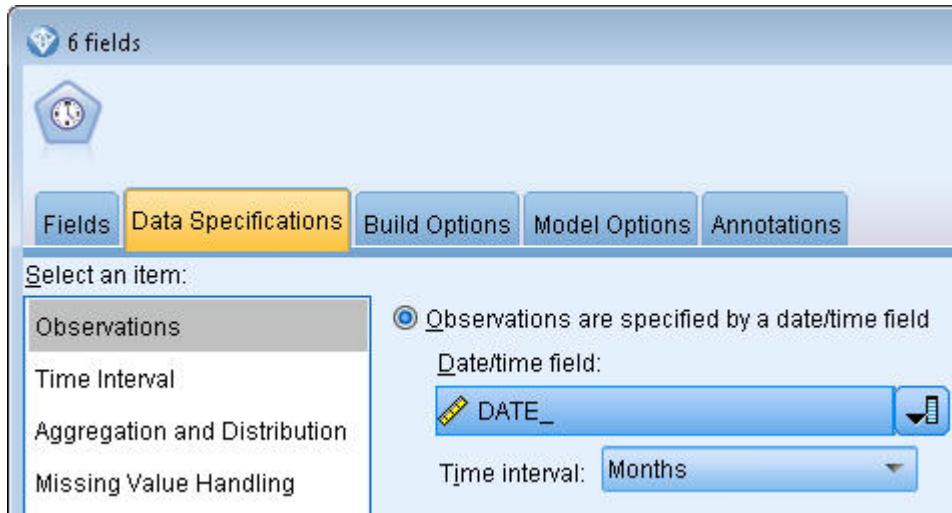 6 fields
Fields Data Specifications Build Options Model Options Annotations
Select an item:
Observations
Time Interval
Aggregation and Distribution
Missing Value Handling
Observations are specified by a date/time field
Date/time field:
DATE_
Time interval: Months